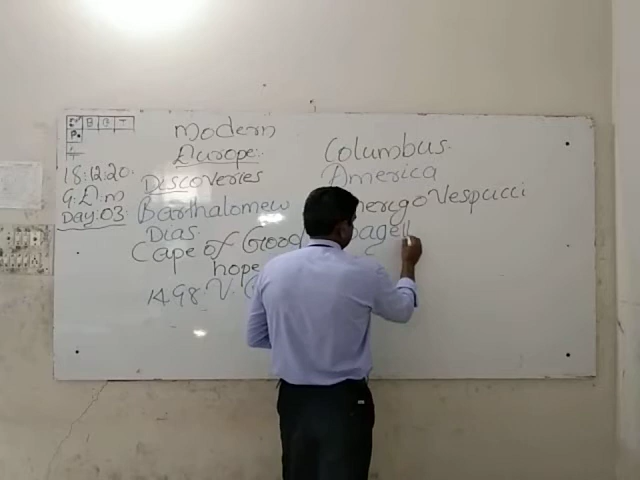 B C T
18:12:20.
G.D.M
Day:03
Modern
Europe:-
Discoveries
Barthalomew
Dias.
Cape of Good
hope
1498 V.
Columbus.
America
Vespucci